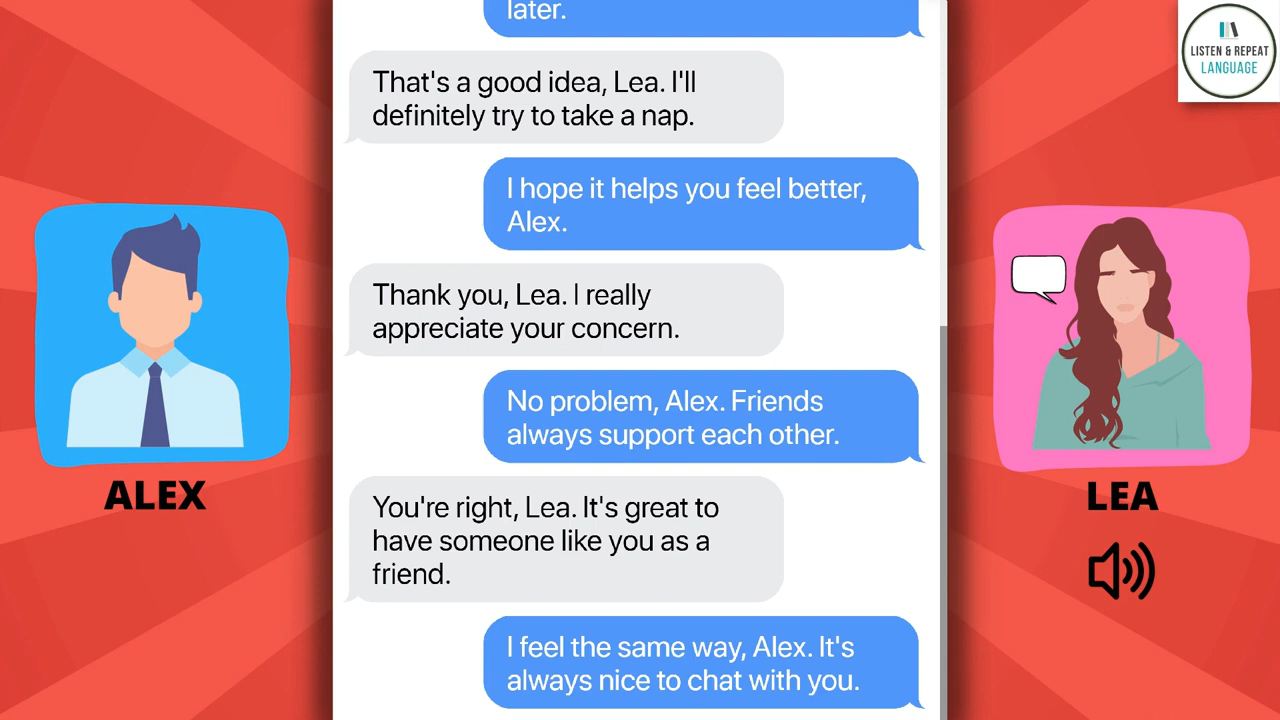 later.
That's a good idea, Lea. I'll
definitely try to take a nap.
I hope it helps you feel better,
Alex.
Thank you, Lea. I really
appreciate your concern.
No problem, Alex. Friends
always support each other.
You're right, Lea. It's great to
have someone like you as a
friend.
I feel the same way, Alex. It's
always nice to chat with you.
ALEX
LEA
LISTEN & REPEAT
LANGUAGE